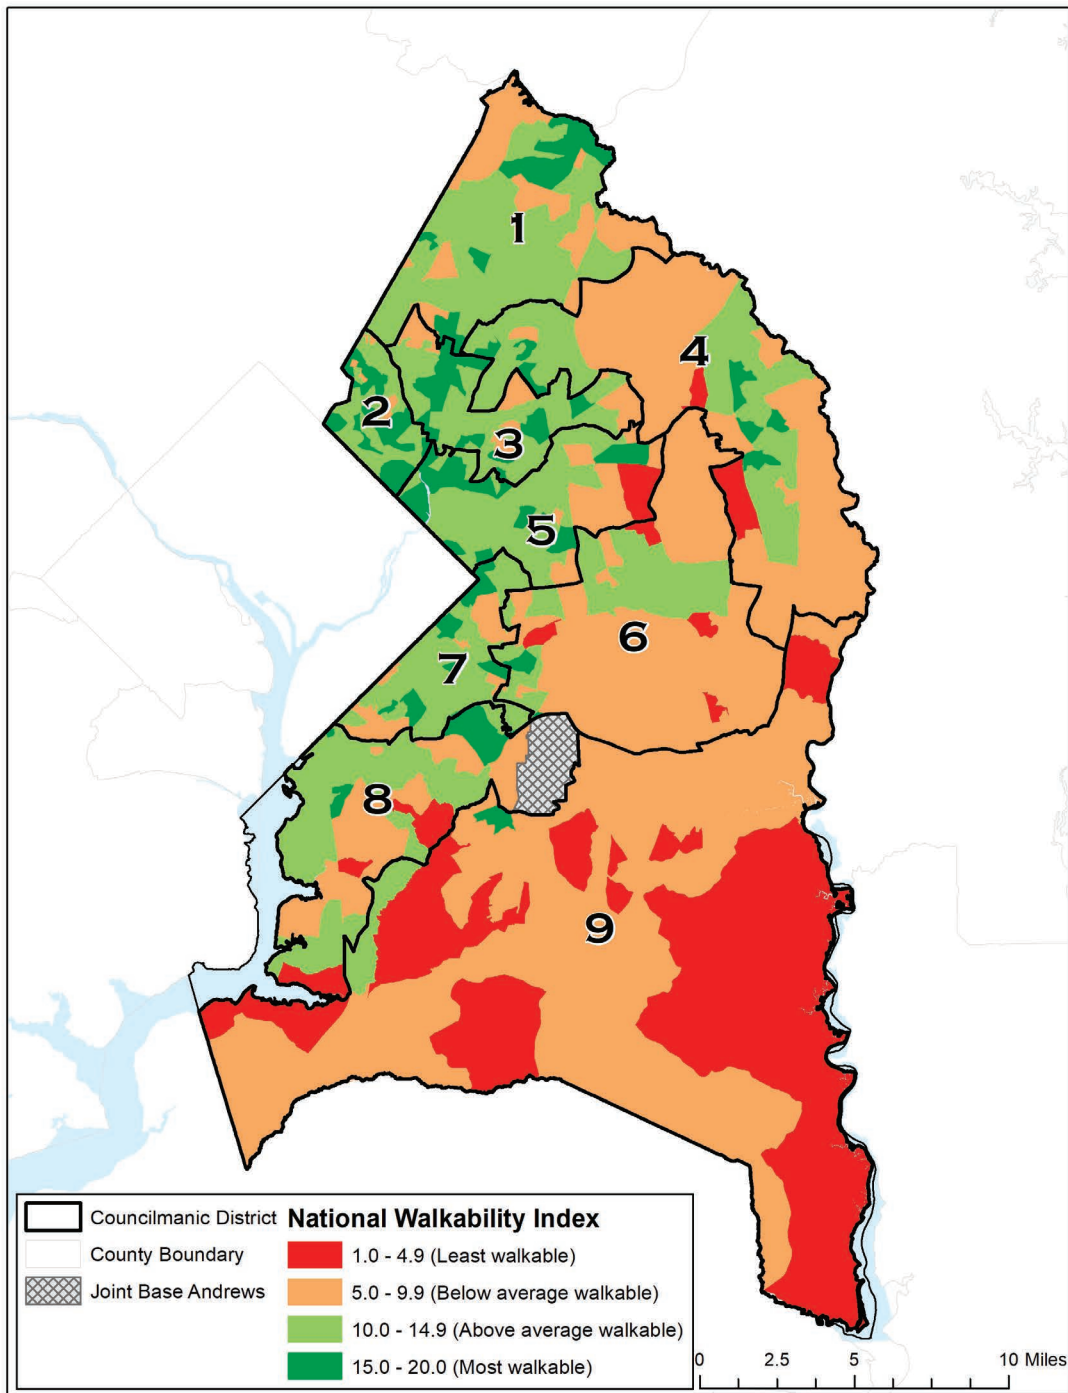 1
4
2
3
5
6
7
8
9
Councilmanic District
County Boundary
Joint Base Andrews
National Walkability Index
1.0 - 4.9 (Least walkable)
5.0 - 9.9 (Below average walkable)
10.0 - 14.9 (Above average walkable)
15.0 - 20.0 (Most walkable)
0 2.5 5 10 Miles